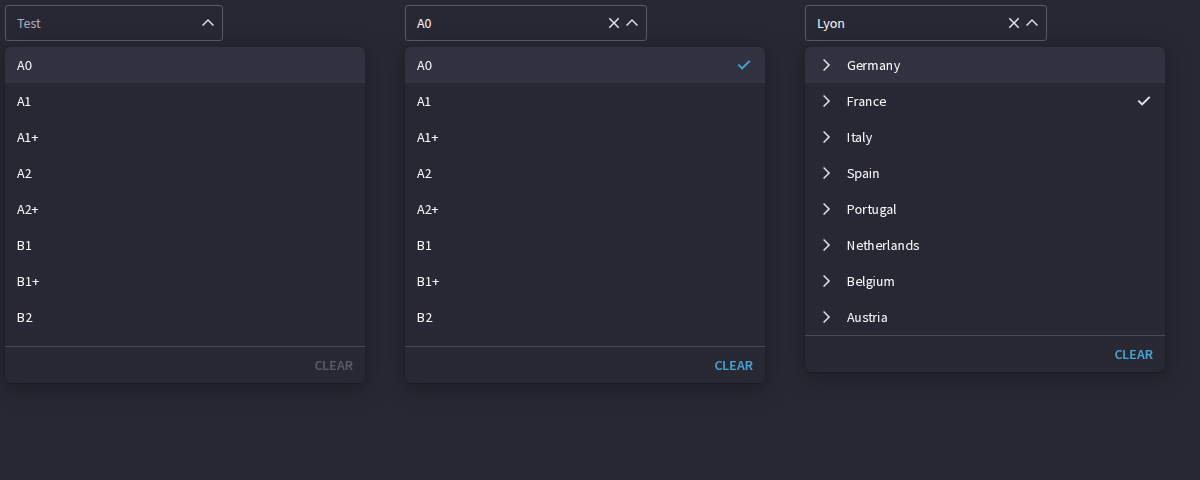 Test
A0
A1
A1+
A2
A2+
B1
B1+
B2
CLEAR
A0
A0
A1
A1+
A2
A2+
B1
B1+
B2
CLEAR
Lyon
Germany
France
Italy
Spain
Portugal
Netherlands
Belgium
Austria
CLEAR